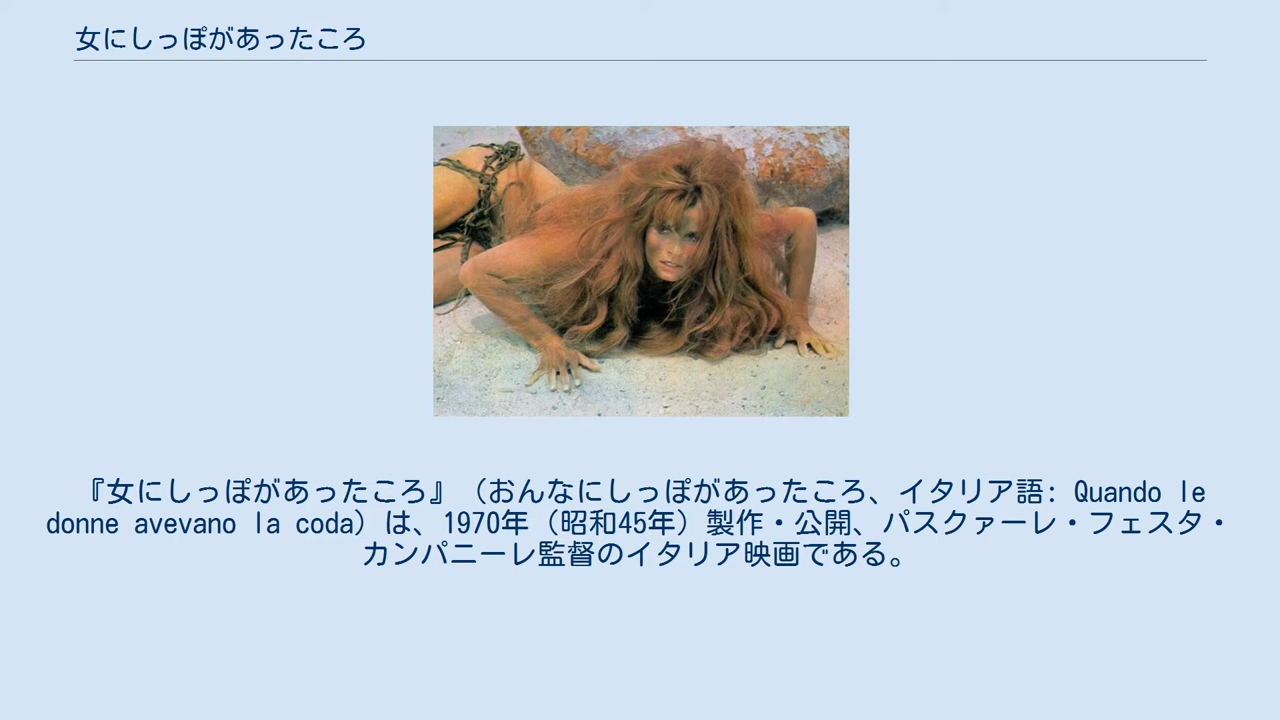 女にしっぽがあったころ
『女にしっぽがあったころ』（おんなにしっぽがあったころ、イタリア語: Quando le
donne avevano la coda）は、1970年（昭和45年）製作・公開、パスクァーレ・フェスタ・
カンパニーレ監督のイタリア映画である。